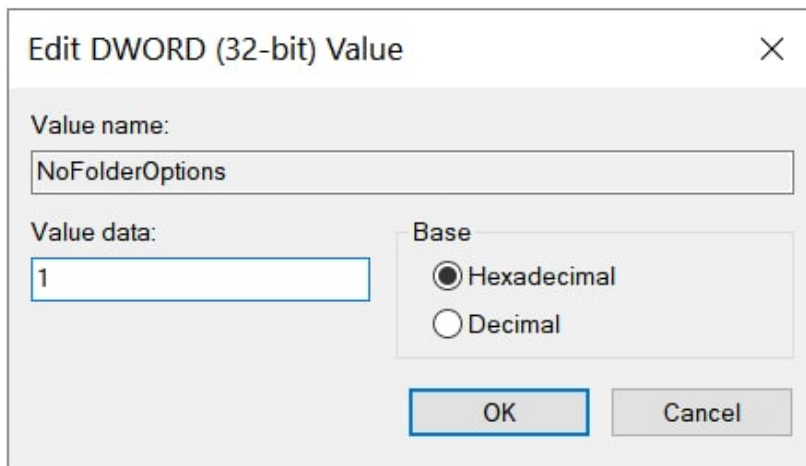 Edit DWORD (32-bit) Value
Value name:
NoFolderOptions
Value data:
1
Base
Hexadecimal
Decimal
OK
Cancel